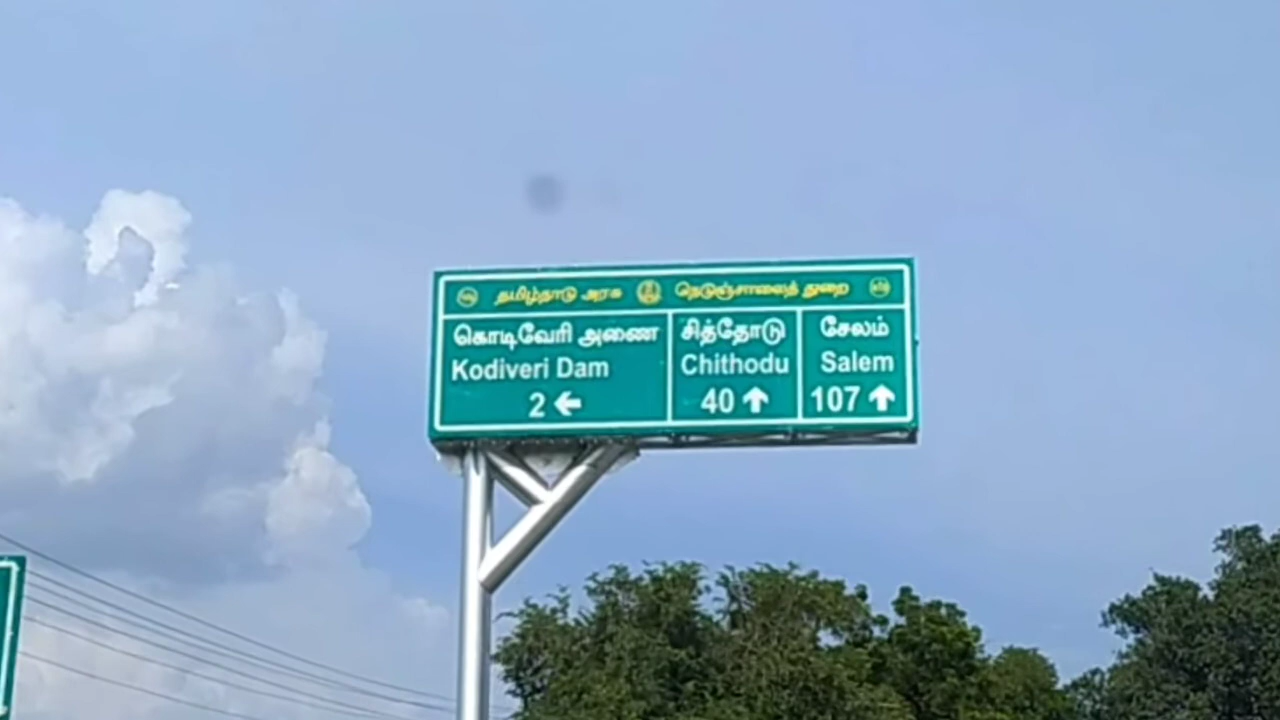 தமிழ்நாடு அரசு நெடுஞ்சாலைத் துறை
கொடிவேரி அணை
Kodiveri Dam
2 ←
சித்தோடு
Chithodu
40 ↑
சேலம்
Salem
107 ↑